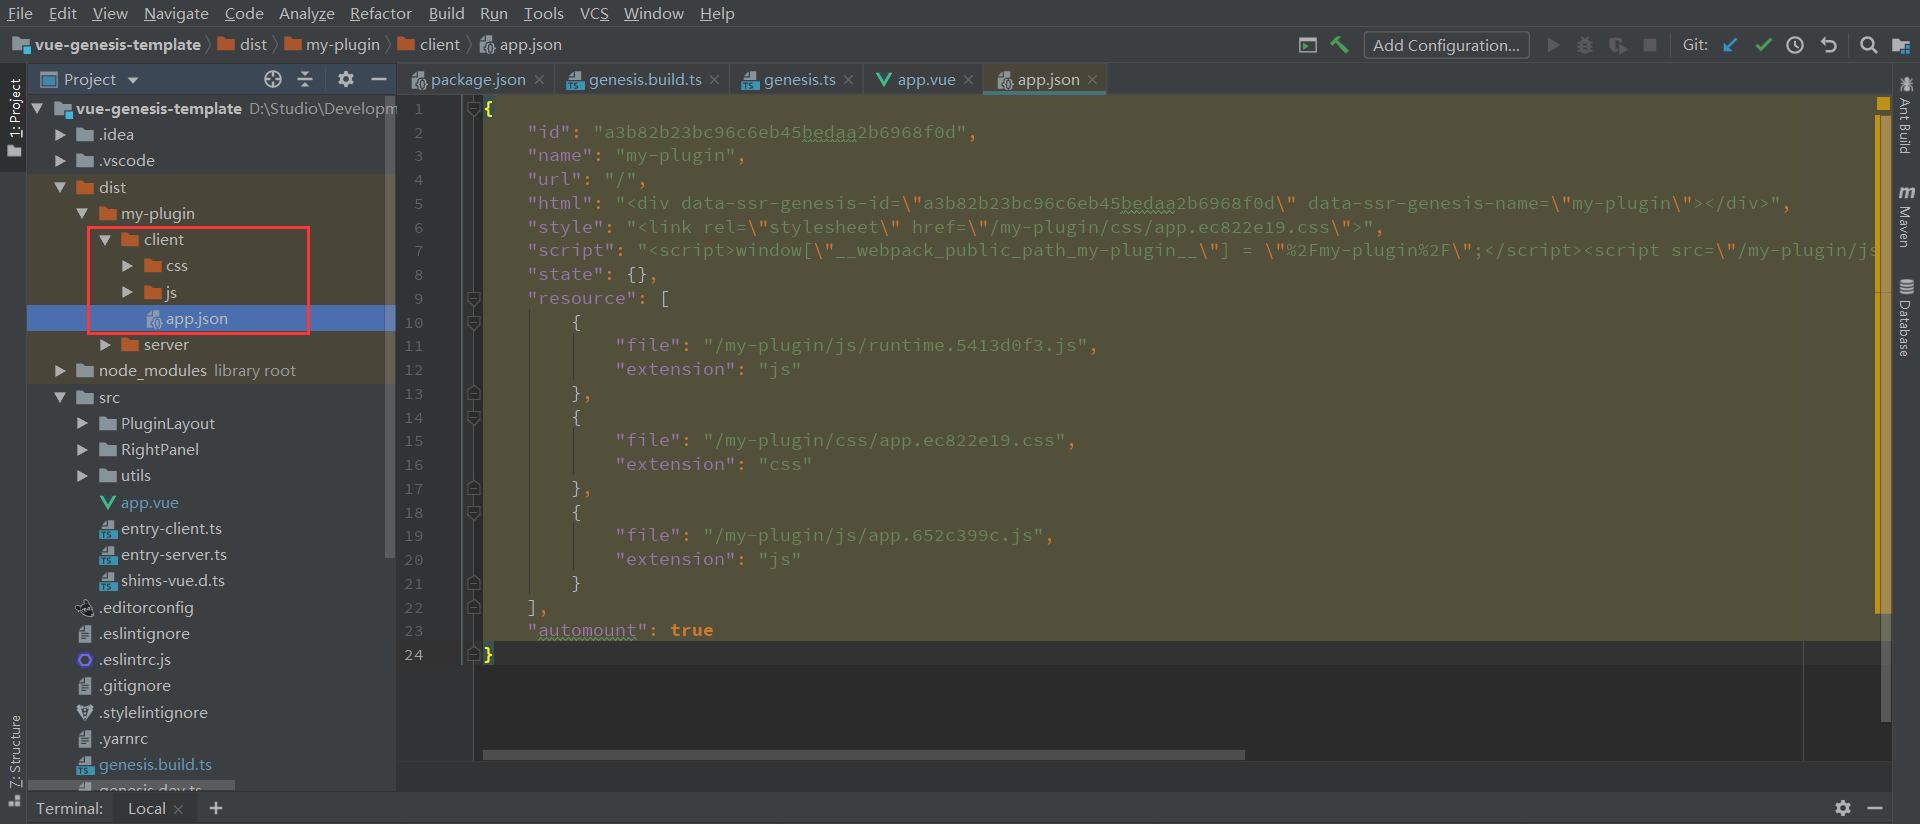 File Edit View Navigate Code Analyze Refactor Build Run Tools VCS Window Help
vue-genesis-template dist my-plugin client app.json
Add Configuration... Git:
1: Project
Project
package.json genesis.build.ts genesis.ts app.vue app.json
vue-genesis-template D:\Studio\Developm
.idea
.vscode
dist
my-plugin
client
css
js
app.json
server
node_modules library root
src
PluginLayout
RightPanel
utils
app.vue
entry-client.ts
entry-server.ts
shims-vue.d.ts
.editorconfig
.eslintignore
.eslintrc.js
.gitignore
.stylelintignore
.yarnrc
genesis.build.ts
genesis.dev.ts
1 {
2 "id": "a3b82b23bc96c6eb45bedaa2b6968f0d",
3 "name": "my-plugin",
4 "url": "/",
5 "html": "<div data-ssr-genesis-id=\"a3b82b23bc96c6eb45bedaa2b6968f0d\" data-ssr-genesis-name=\"my-plugin\"></div>",
6 "style": "<link rel=\"stylesheet\" href=\"/my-plugin/css/app.ec822e19.css\">",
7 "script": "<script>window[\"__webpack_public_path_my-plugin__\"] = \"%2Fmy-plugin%2F\";</script><script src=\"/my-plugin/js
8 "state": {},
9 "resource": [
10 {
11 "file": "/my-plugin/js/runtime.5413d0f3.js",
12 "extension": "js"
13 },
14 {
15 "file": "/my-plugin/css/app.ec822e19.css",
16 "extension": "css"
17 },
18 {
19 "file": "/my-plugin/js/app.652c399c.js",
20 "extension": "js"
21 }
22 ],
23 "automount": true
24 }
Ant Build
Maven
Database
Z: Structure
Terminal: Local